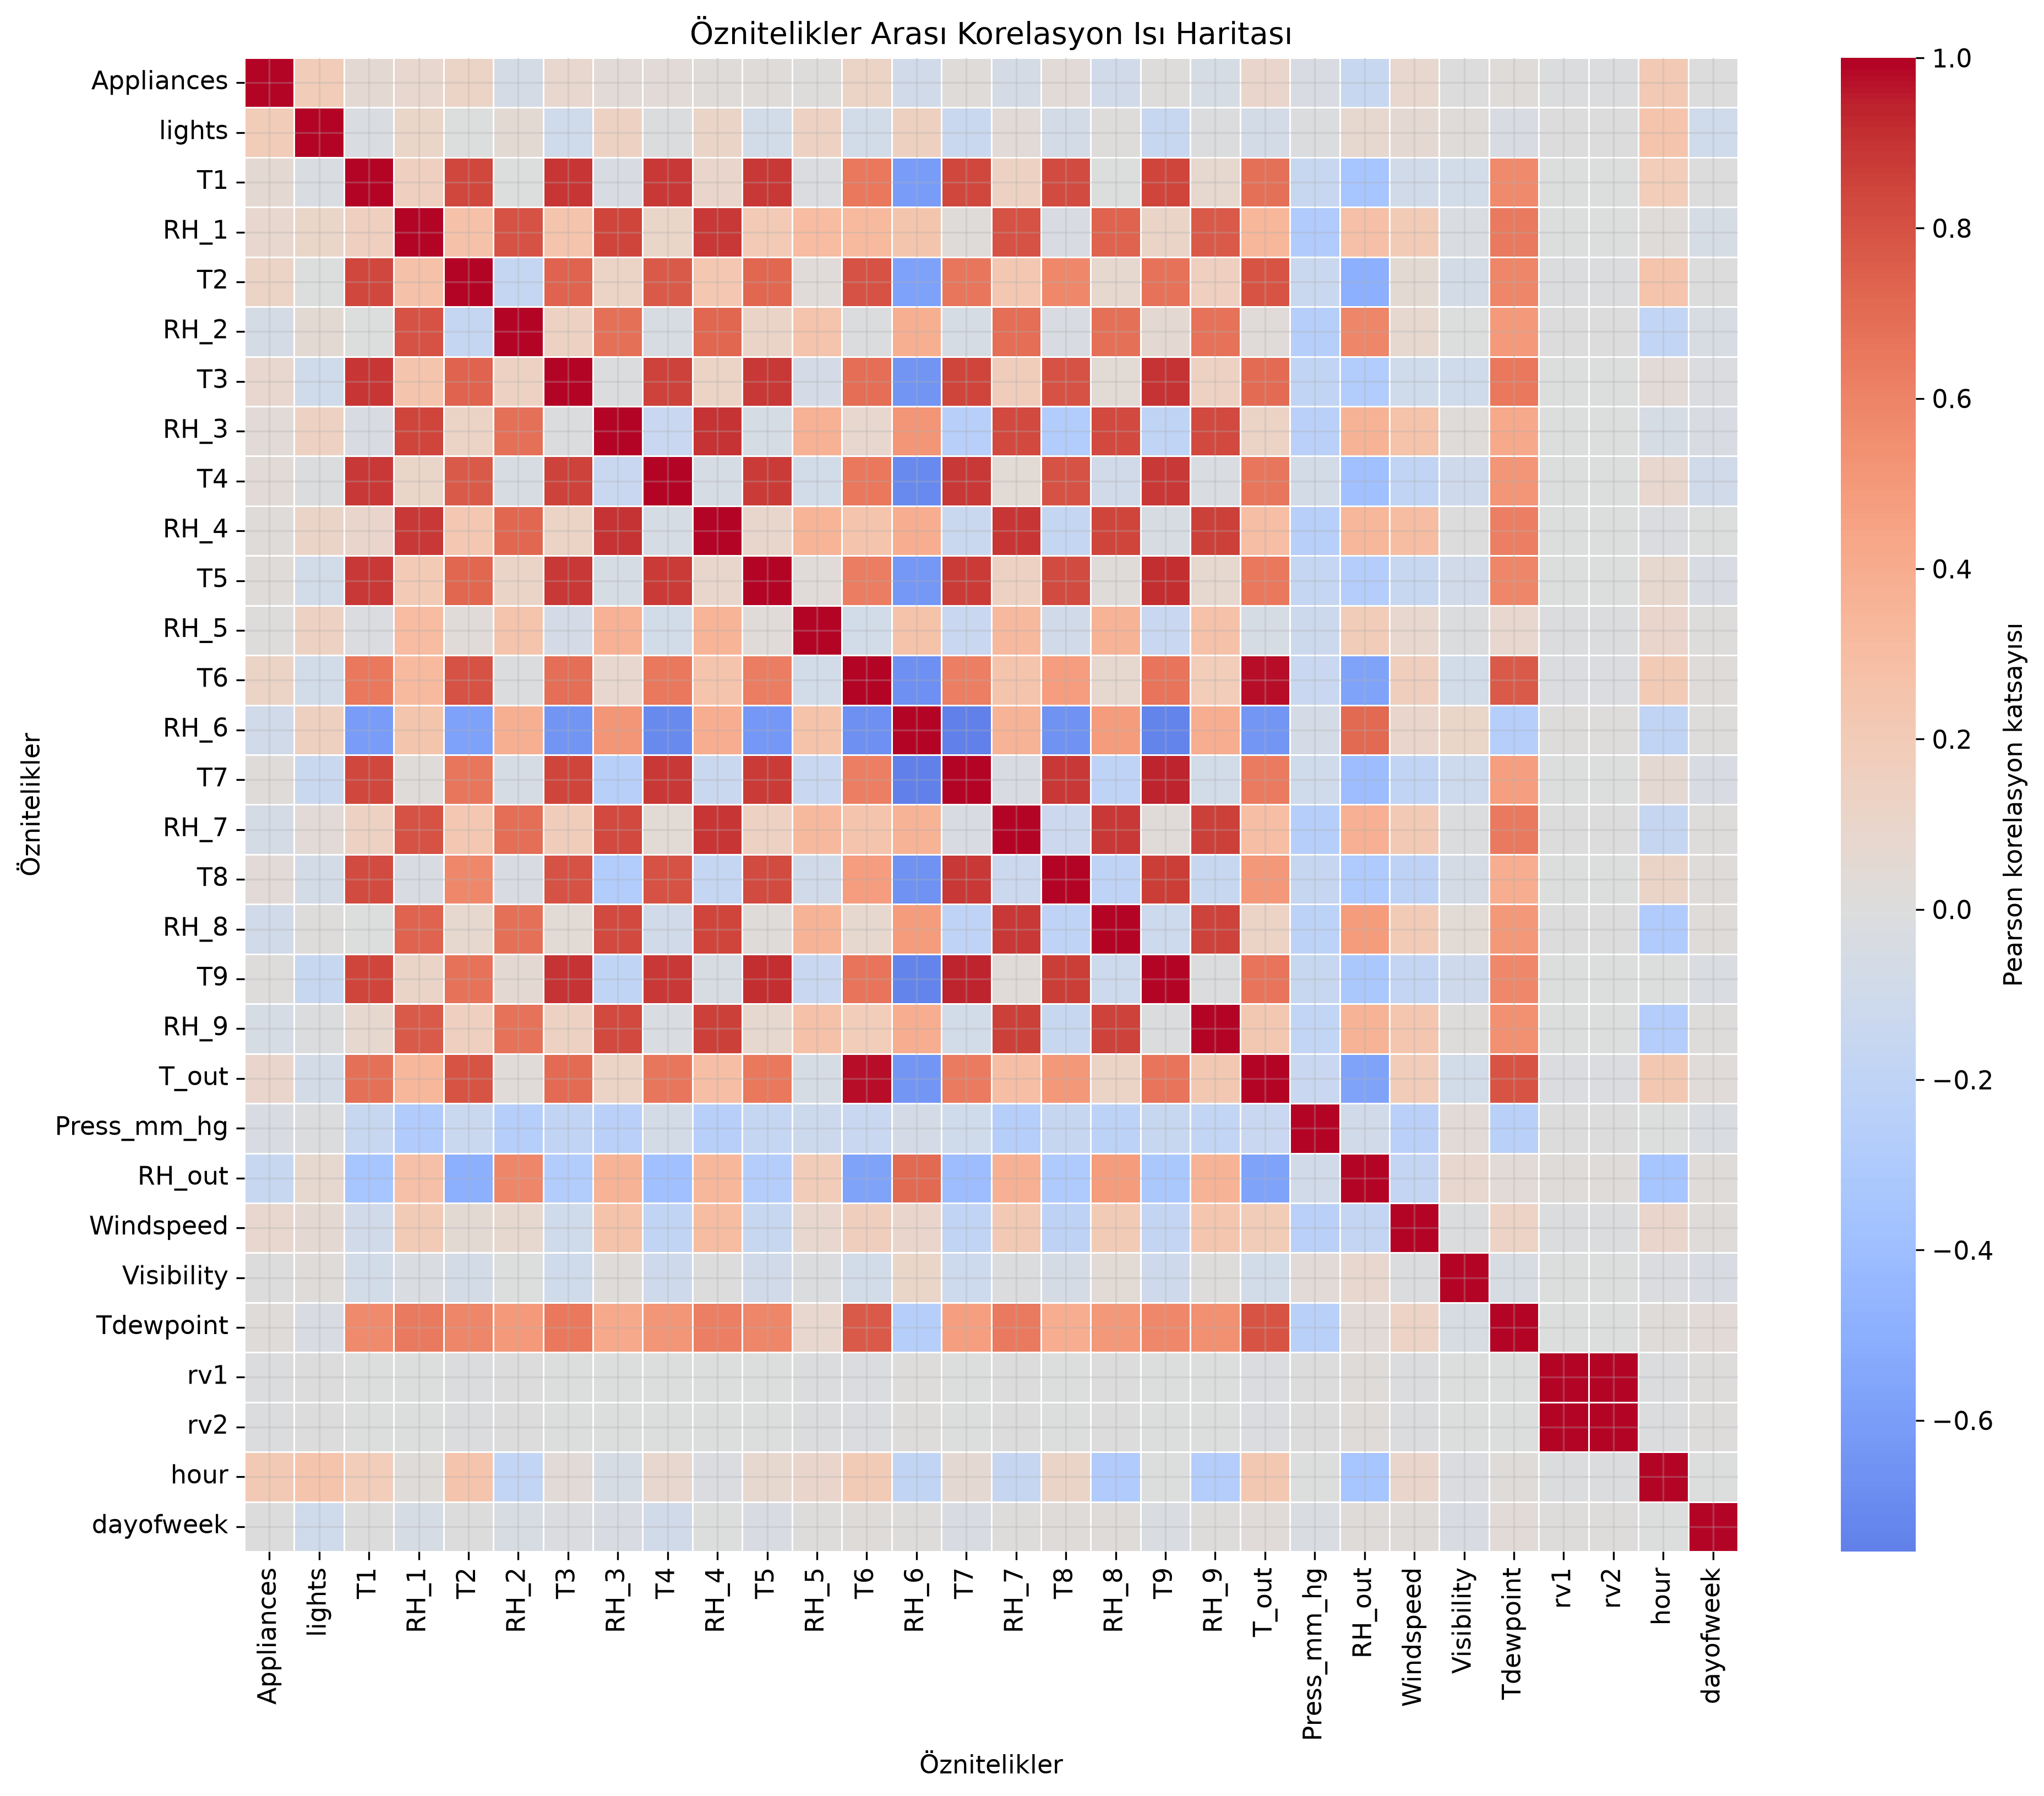 Öznitelikler Arası Korelasyon Isı Haritası
Öznitelikler
Appliances
lights
T1
RH_1
T2
RH_2
T3
RH_3
T4
RH_4
T5
RH_5
T6
RH_6
T7
RH_7
T8
RH_8
T9
RH_9
T_out
Press_mm_hg
RH_out
Windspeed
Visibility
Tdewpoint
rv1
rv2
hour
dayofweek
Appliances
lights
T1
RH_1
T2
RH_2
T3
RH_3
T4
RH_4
T5
RH_5
T6
RH_6
T7
RH_7
T8
RH_8
T9
RH_9
T_out
Press_mm_hg
RH_out
Windspeed
Visibility
Tdewpoint
rv1
rv2
hour
dayofweek
Öznitelikler
1.0
0.8
0.6
0.4
0.2
0.0
−0.2
−0.4
−0.6
Pearson korelasyon katsayısı